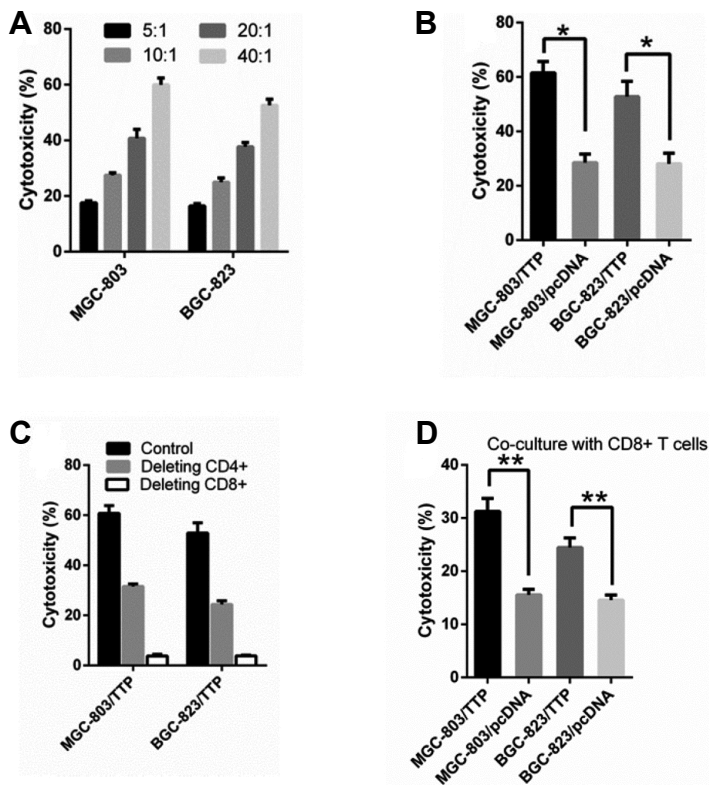 A
5:1
20:1
10:1
40:1
Cytotoxicity (%)
80
60
40
20
0
MGC-803
BGC-823
B
Cytotoxicity (%)
80
60
40
20
0
*
*
MGC-803/TTP
MGC-803/pcDNA
BGC-823/TTP
BGC-823/pcDNA
C
Control
Deleting CD4+
Deleting CD8+
Cytotoxicity (%)
80
60
40
20
0
MGC-803/TTP
BGC-823/TTP
D
Co-culture with CD8+ T cells
Cytotoxicity (%)
40
30
20
10
0
**
**
MGC-803/TTP
MGC-803/pcDNA
BGC-823/TTP
BGC-823/pcDNA